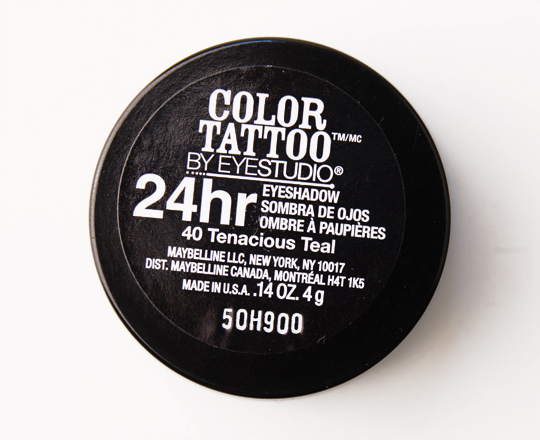 COLOR
TATTOO TM/MC
BY EYESTUDIO®
24hr EYESHADOW
SOMBRA DE OJOS
OMBRE À PAUPIÈRES
40 Tenacious Teal
MAYBELLINE LLC, NEW YORK, NY 10017
DIST. MAYBELLINE CANADA, MONTRÉAL H4T 1K5
MADE IN U.S.A. .14 OZ. 4 g
50H900